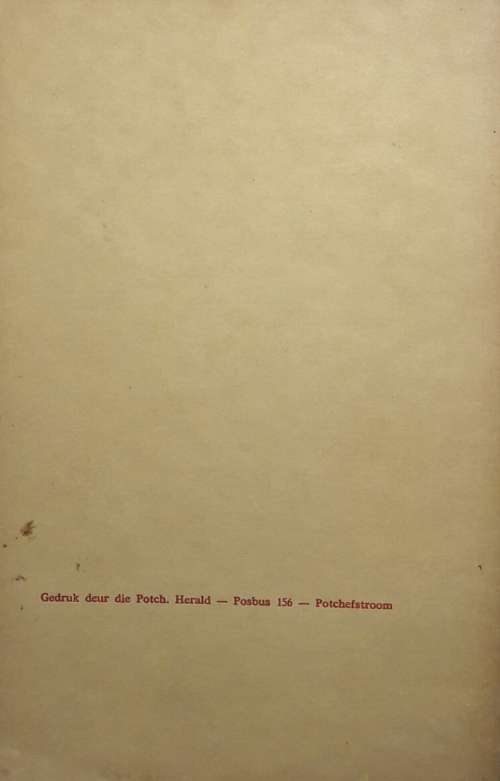 Gedruk deur die Potch. Herald — Posbus 156 — Potchefstroom